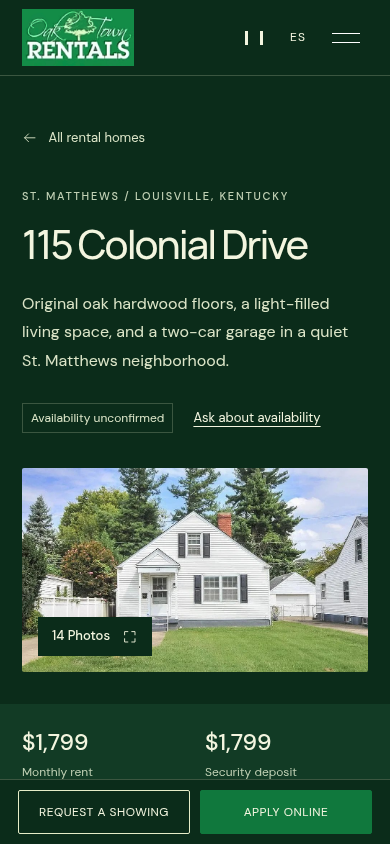 Oak Town
RENTALS
ES
All rental homes
ST. MATTHEWS / LOUISVILLE, KENTUCKY
115 Colonial Drive
Original oak hardwood floors, a light-filled
living space, and a two-car garage in a quiet
St. Matthews neighborhood.
Availability unconfirmed
Ask about availability
14 Photos
$1,799
$1,799
Monthly rent
Security deposit
REQUEST A SHOWING
APPLY ONLINE